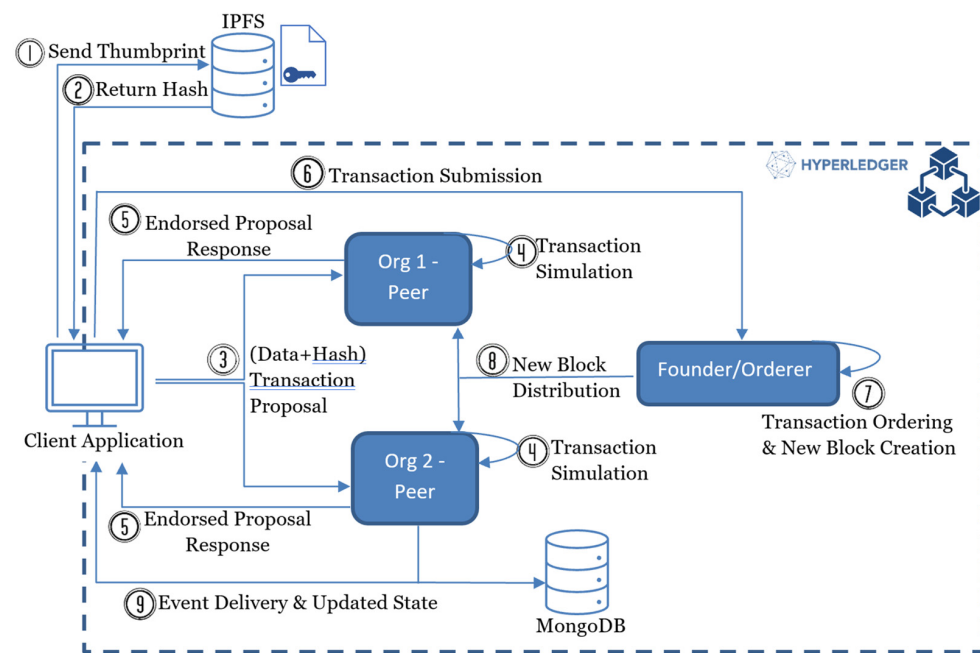 IPFS
1 Send Thumbprint
2 Return Hash
HYPERLEDGER
6 Transaction Submission
5 Endorsed Proposal
Response
Org 1 -
Peer
4 Transaction
Simulation
3 (Data+Hash)
Transaction
Proposal
8 New Block
Distribution
Founder/Orderer
7
Transaction Ordering
& New Block Creation
Client Application
Org 2 -
Peer
4 Transaction
Simulation
5 Endorsed Proposal
Response
9 Event Delivery & Updated State
MongoDB